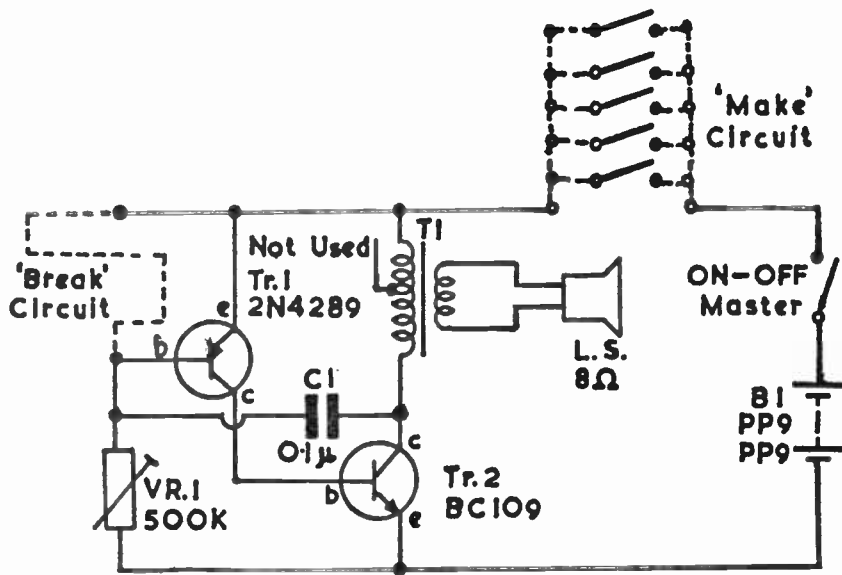 'Make'
Circuit
T1
Not Used
Tr.1
2N4289
'Break'
Circuit
ON-OFF
Master
e
b
c
L.S.
8Ω
C1
0·1µ
B1
PP9
PP9
c
b
e
Tr.2
BC109
VR.1
500K